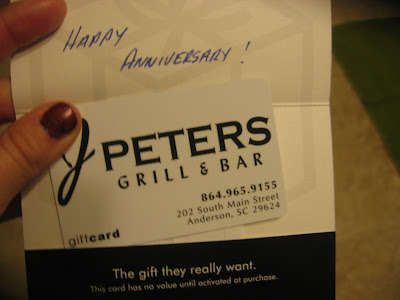 HAPPY
ANNIVERSARY!
J PETERS
GRILL & BAR
864.965.9155
202 South Main Street
Anderson, SC 29624
giftcard
The gift they really want.
This card has no value until activated at purchase.